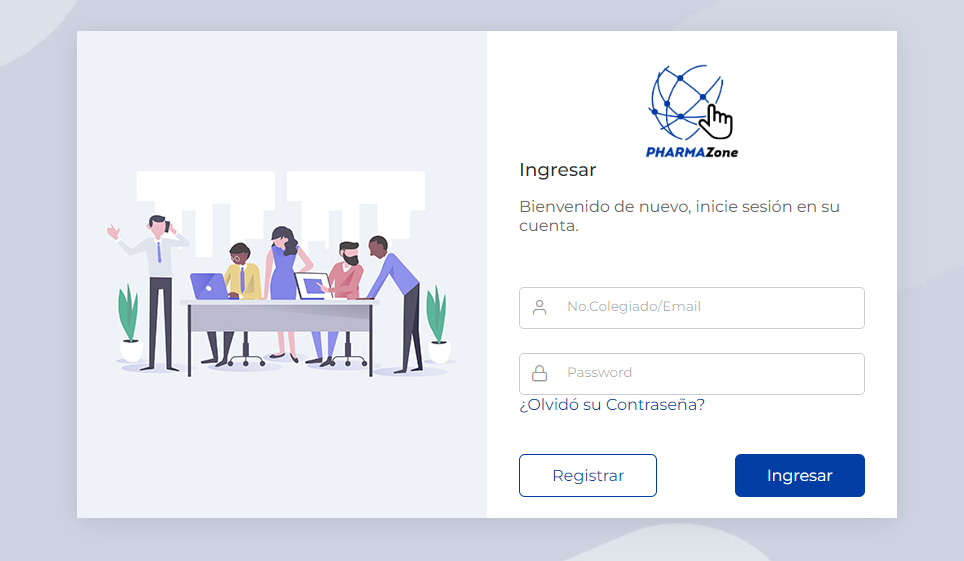 PHARMAZone
Ingresar
Bienvenido de nuevo, inicie sesión en su
cuenta.
No.Colegiado/Email
Password
¿Olvidó su Contraseña?
Registrar
Ingresar